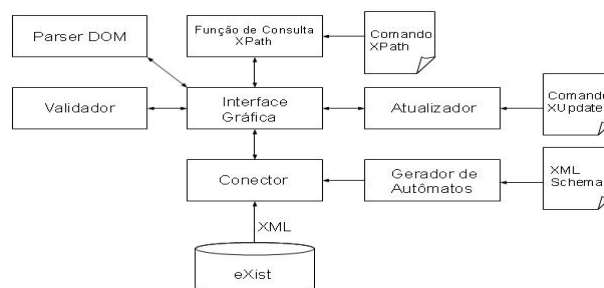 Parser DOM
Função de Consulta
XPath
Comando
XPath
Validador
Interface
Gráfica
Atualizador
Comando
XUpdate
Conector
Gerador de
Autômatos
XML
Schema
XML
eXist